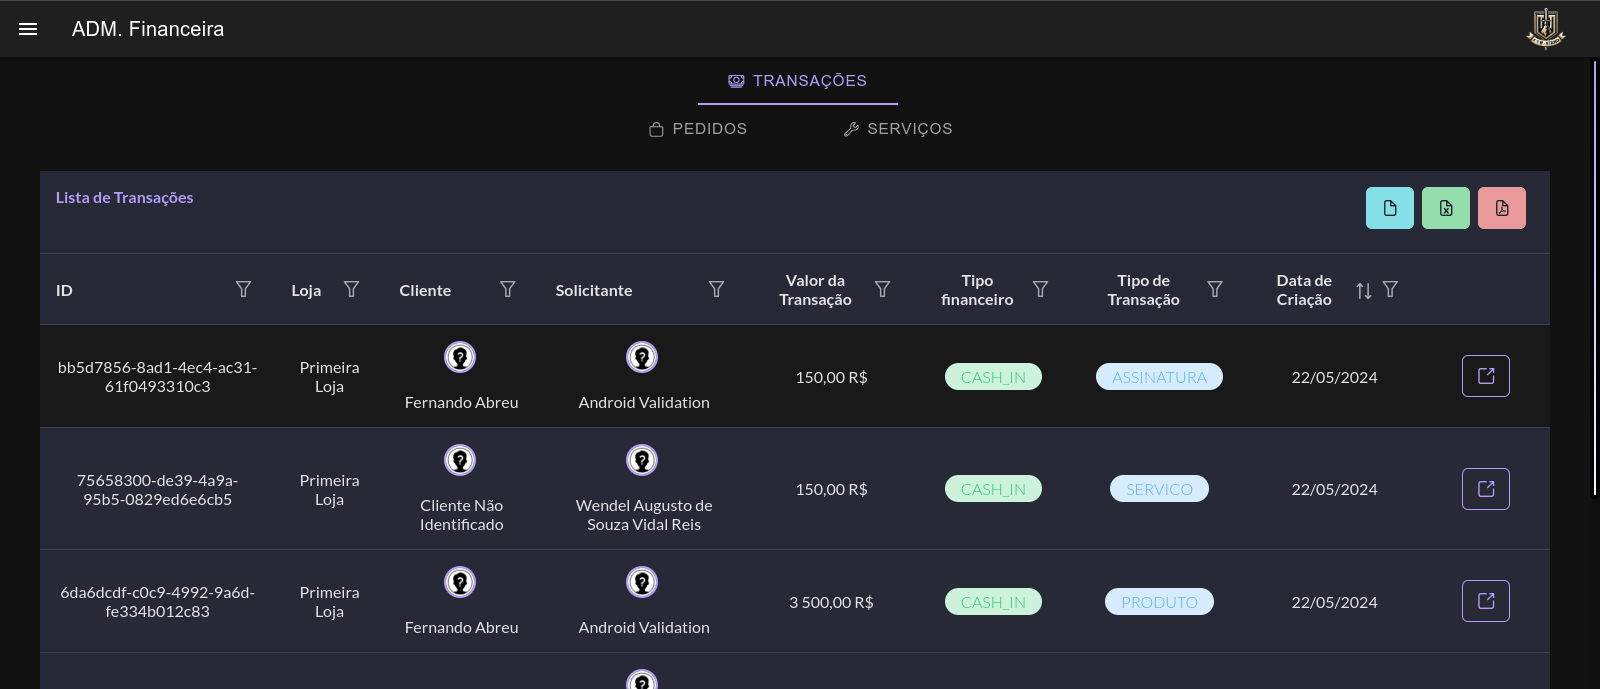 ADM. Financeira
TRANSAÇÕES
PEDIDOS
SERVIÇOS
Lista de Transações
ID
Loja
Cliente
Solicitante
Valor da
Transação
Tipo
financeiro
Tipo de
Transação
Data de
Criação
bb5d7856-8ad1-4ec4-ac31-
61f0493310c3
Primeira
Loja
Fernando Abreu
Android Validation
150,00 R$
CASH_IN
ASSINATURA
22/05/2024
75658300-de39-4a9a-
95b5-0829ed6e6cb5
Primeira
Loja
Cliente Não
Identificado
Wendel Augusto de
Souza Vidal Reis
150,00 R$
CASH_IN
SERVICO
22/05/2024
6da6dcdf-c0c9-4992-9a6d-
fe334b012c83
Primeira
Loja
Fernando Abreu
Android Validation
3 500,00 R$
CASH_IN
PRODUTO
22/05/2024